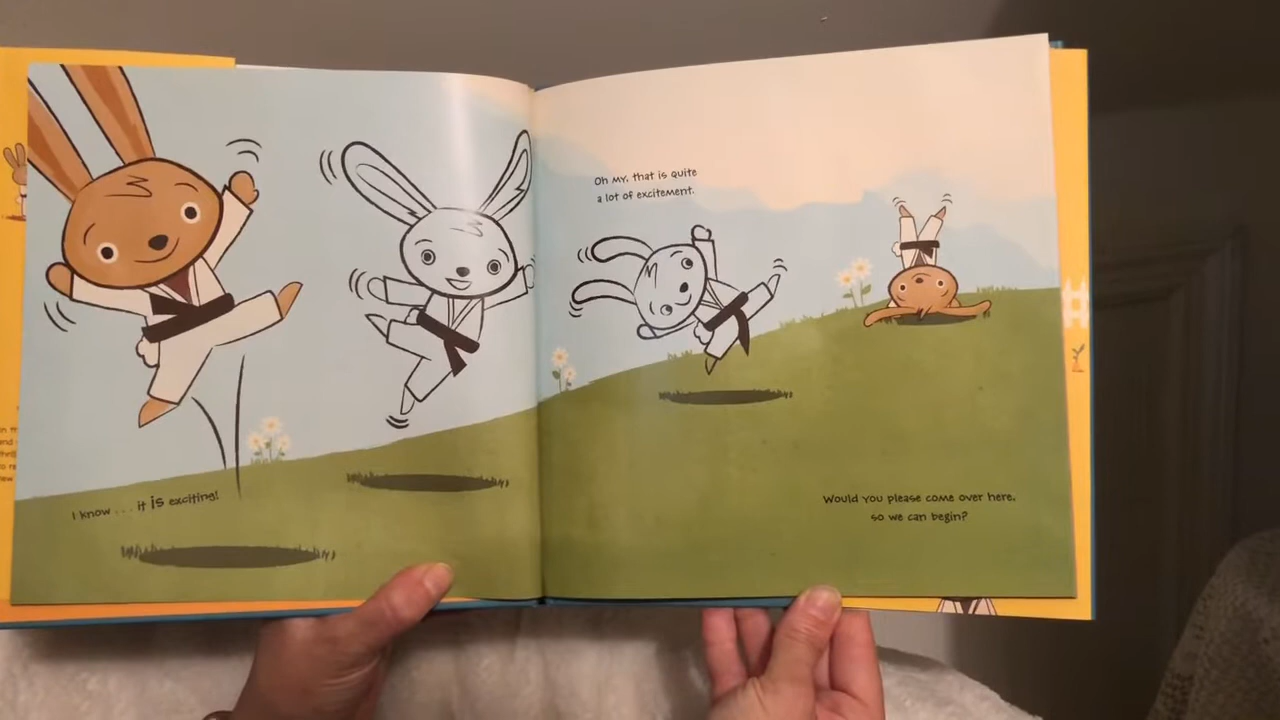 I know . . . it is exciting!
Oh my, that is quite
a lot of excitement.
Would you please come over here,
so we can begin?